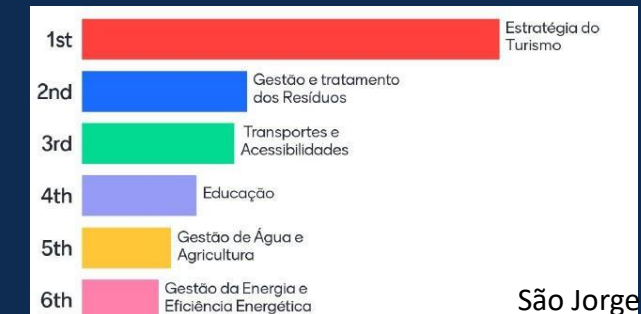 1st
Estratégia do
Turismo
2nd
Gestão e tratamento
dos Resíduos
3rd
Transportes e
Acessibilidades
4th
Educação
5th
Gestão de Água e
Agricultura
6th
Gestão da Energia e
Eficiência Energética
São Jorge